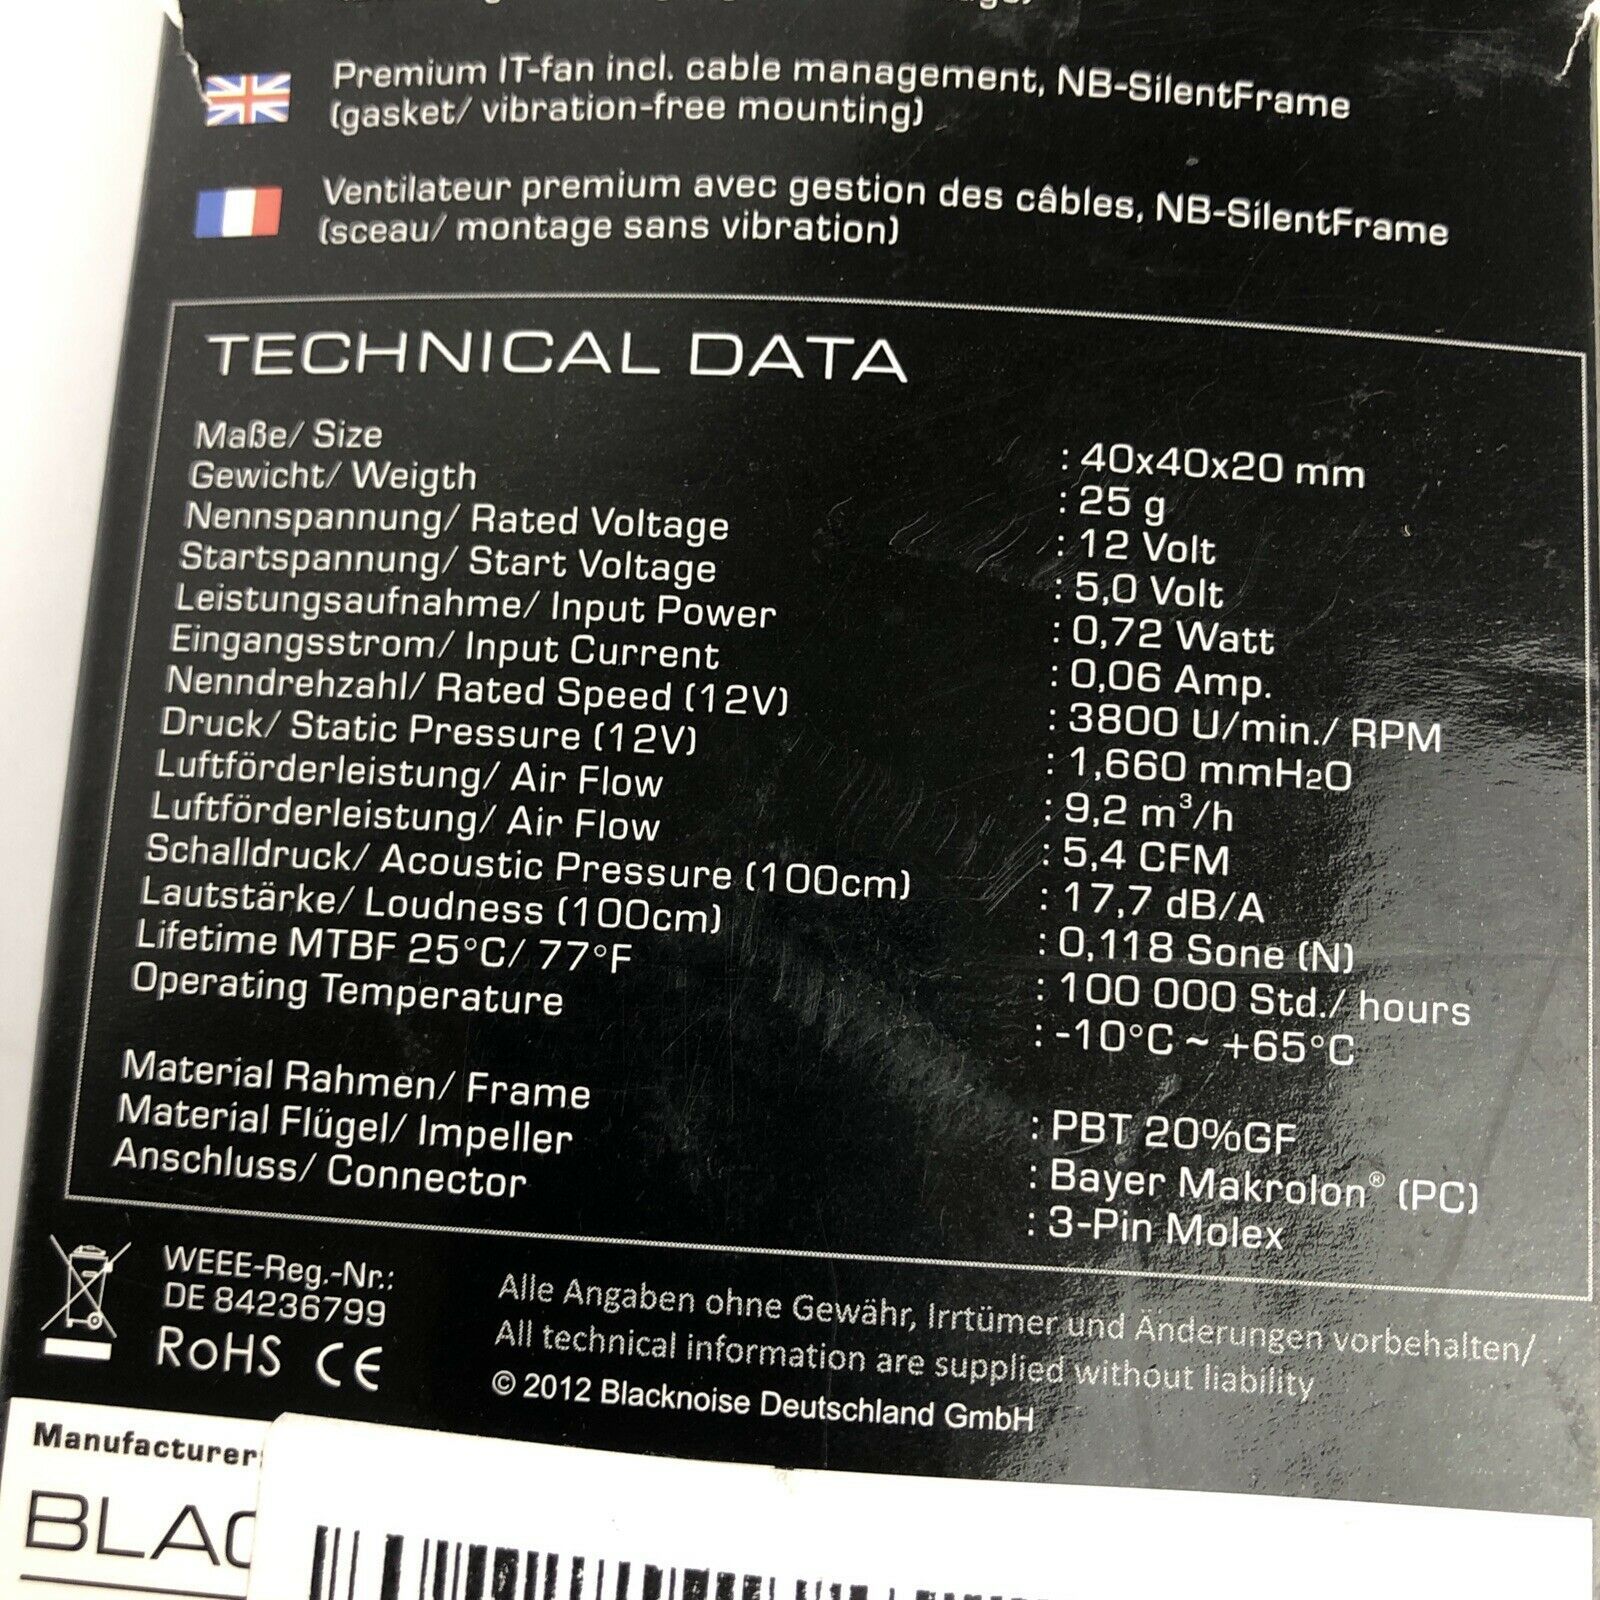 Premium IT-fan incl. cable management, NB-SilentFrame
(gasket/ vibration-free mounting)
Ventilateur premium avec gestion des câbles, NB-SilentFrame
(sceau/ montage sans vibration)
TECHNICAL DATA
Maße/ Size : 40x40x20 mm
Gewicht/ Weigth : 25 g
Nennspannung/ Rated Voltage : 12 Volt
Startspannung/ Start Voltage : 5,0 Volt
Leistungsaufnahme/ Input Power : 0,72 Watt
Eingangsstrom/ Input Current : 0,06 Amp.
Nenndrehzahl/ Rated Speed (12V) : 3800 U/min./ RPM
Druck/ Static Pressure (12V) : 1,660 mmH2O
Luftförderleistung/ Air Flow : 9,2 m³/h
Luftförderleistung/ Air Flow : 5,4 CFM
Schalldruck/ Acoustic Pressure (100cm) : 17,7 dB/A
Lautstärke/ Loudness (100cm) : 0,118 Sone (N)
Lifetime MTBF 25°C/ 77°F : 100 000 Std./ hours
Operating Temperature : -10°C ~ +65°C
Material Rahmen/ Frame : PBT 20%GF
Material Flügel/ Impeller : Bayer Makrolon® (PC)
Anschluss/ Connector : 3-Pin Molex
WEEE-Reg.-Nr.:
DE 84236799
RoHS CE
Alle Angaben ohne Gewähr, Irrtümer und Änderungen vorbehalten/
All technical information are supplied without liability
© 2012 Blacknoise Deutschland GmbH
Manufacturer:
BLAC